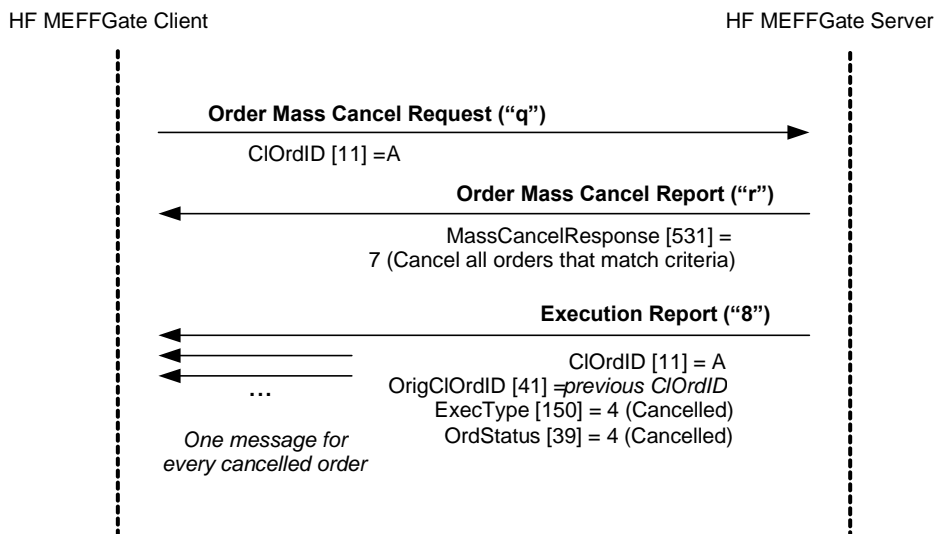 HF MEFFGate Client
HF MEFFGate Server
Order Mass Cancel Request (“q”)
ClOrdID [11] =A
Order Mass Cancel Report (“r”)
MassCancelResponse [531] =
7 (Cancel all orders that match criteria)
Execution Report (“8”)
ClOrdID [11] = A
OrigClOrdID [41] =previous ClOrdID
ExecType [150] = 4 (Cancelled)
OrdStatus [39] = 4 (Cancelled)
...
One message for
every cancelled order